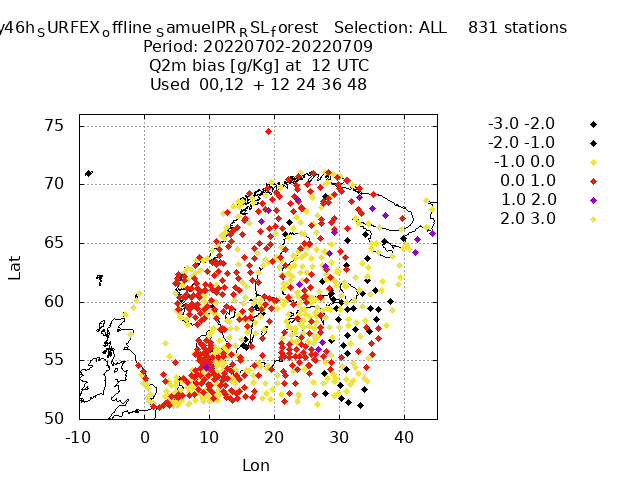 y46h_SURFEX_offline_SamuelPR_RSL_forest   Selection: ALL   831 stations
Period: 20220702-20220709
Q2m bias [g/Kg] at  12 UTC
Used 00,12 + 12 24 36 48
-3.0 -2.0
-2.0 -1.0
-1.0 0.0
0.0 1.0
1.0 2.0
2.0 3.0
75
70
65
60
55
50
Lat
-10 0 10 20 30 40
Lon